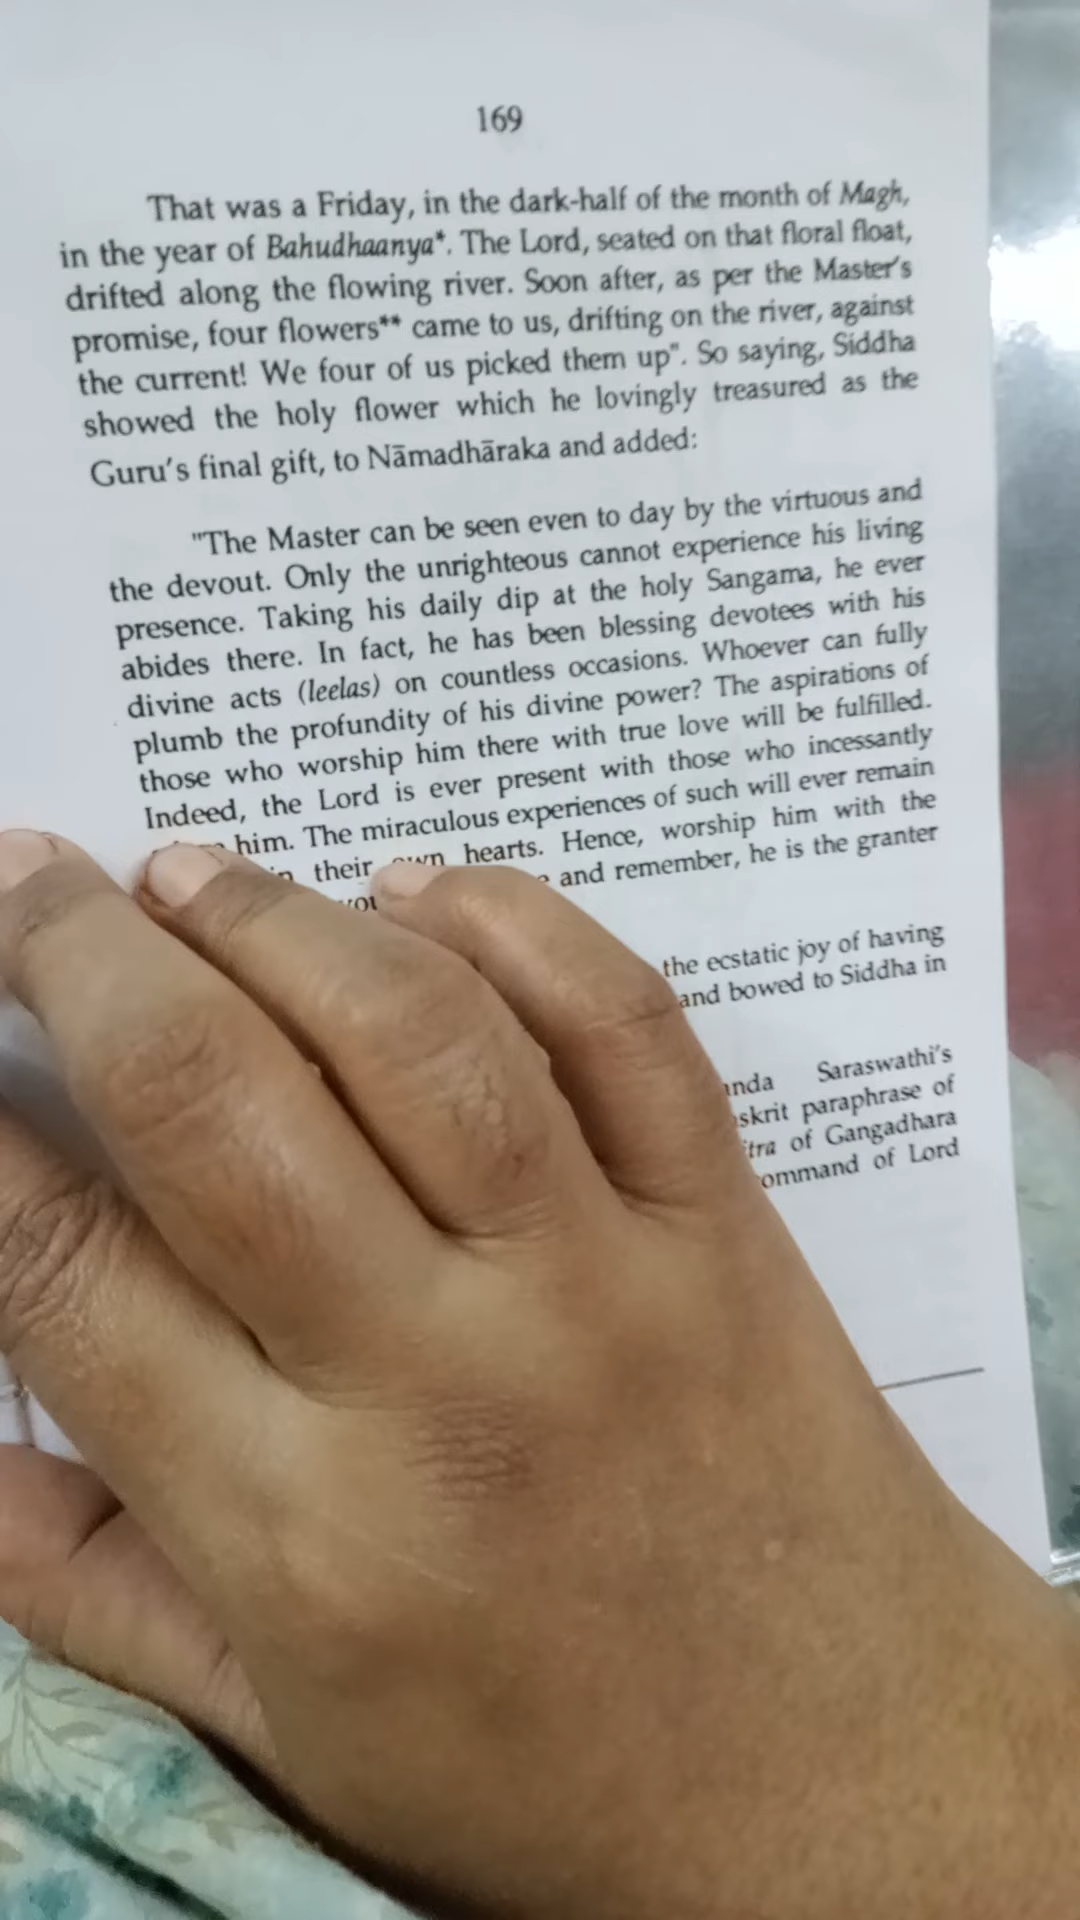 169
That was a Friday, in the dark-half of the month of Magh,
in the year of Bahudhaanya*. The Lord, seated on that floral float,
drifted along the flowing river. Soon after, as per the Master's
promise, four flowers** came to us, drifting on the river, against
the current! We four of us picked them up". So saying, Siddha
showed the holy flower which he lovingly treasured as the
Guru's final gift, to Nāmadhāraka and added:
"The Master can be seen even to day by the virtuous and
the devout. Only the unrighteous cannot experience his living
presence. Taking his daily dip at the holy Sangama, he ever
abides there. In fact, he has been blessing devotees with his
divine acts (leelas) on countless occasions. Whoever can fully
plumb the profundity of his divine power? The aspirations of
those who worship him there with true love will be fulfilled.
Indeed, the Lord is ever present with those who incessantly
him. The miraculous experiences of such will ever remain
their own hearts. Hence, worship him with the
and remember, he is the granter
the ecstatic joy of having
and bowed to Siddha in
Saraswathi's
paraphrase of
of Gangadhara
of Lord